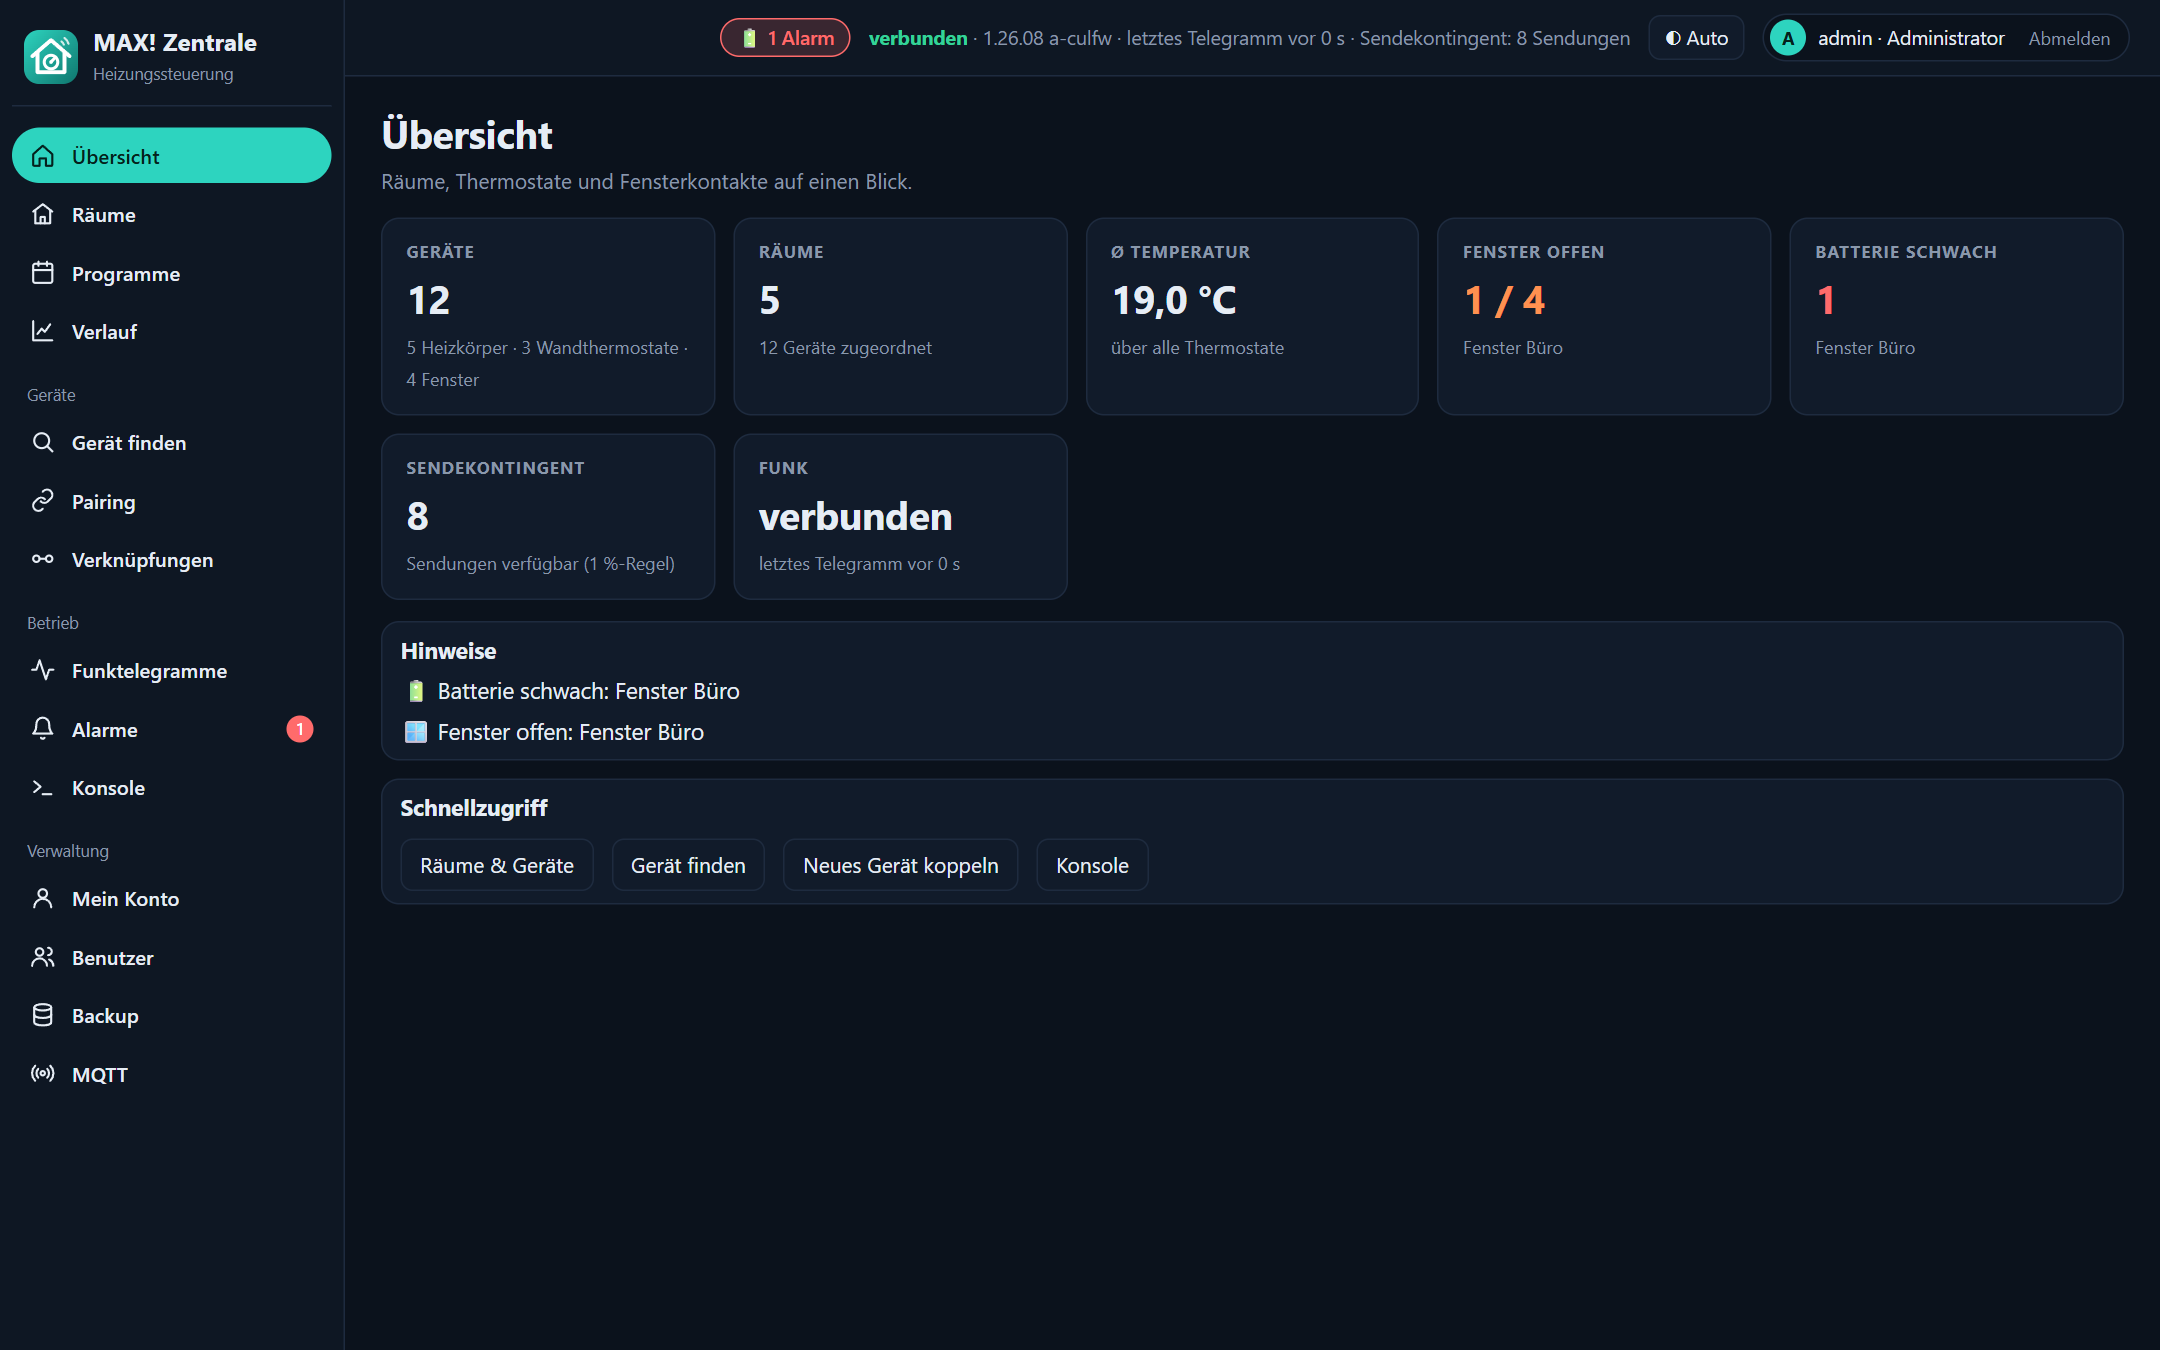 MAX! Zentrale
Heizungssteuerung
Übersicht
Räume
Programme
Verlauf
Geräte
Gerät finden
Pairing
Verknüpfungen
Betrieb
Funktelegramme
Alarme 1
Konsole
Verwaltung
Mein Konto
Benutzer
Backup
MQTT
1 Alarm verbunden · 1.26.08 a-culfw · letztes Telegramm vor 0 s · Sendekontingent: 8 Sendungen Auto A admin · Administrator Abmelden
Übersicht
Räume, Thermostate und Fensterkontakte auf einen Blick.
GERÄTE
12
5 Heizkörper · 3 Wandthermostate ·
4 Fenster
RÄUME
5
12 Geräte zugeordnet
Ø TEMPERATUR
19,0 °C
über alle Thermostate
FENSTER OFFEN
1 / 4
Fenster Büro
BATTERIE SCHWACH
1
Fenster Büro
SENDEKONTINGENT
8
Sendungen verfügbar (1 %-Regel)
FUNK
verbunden
letztes Telegramm vor 0 s
Hinweise
Batterie schwach: Fenster Büro
Fenster offen: Fenster Büro
Schnellzugriff
Räume & Geräte Gerät finden Neues Gerät koppeln Konsole